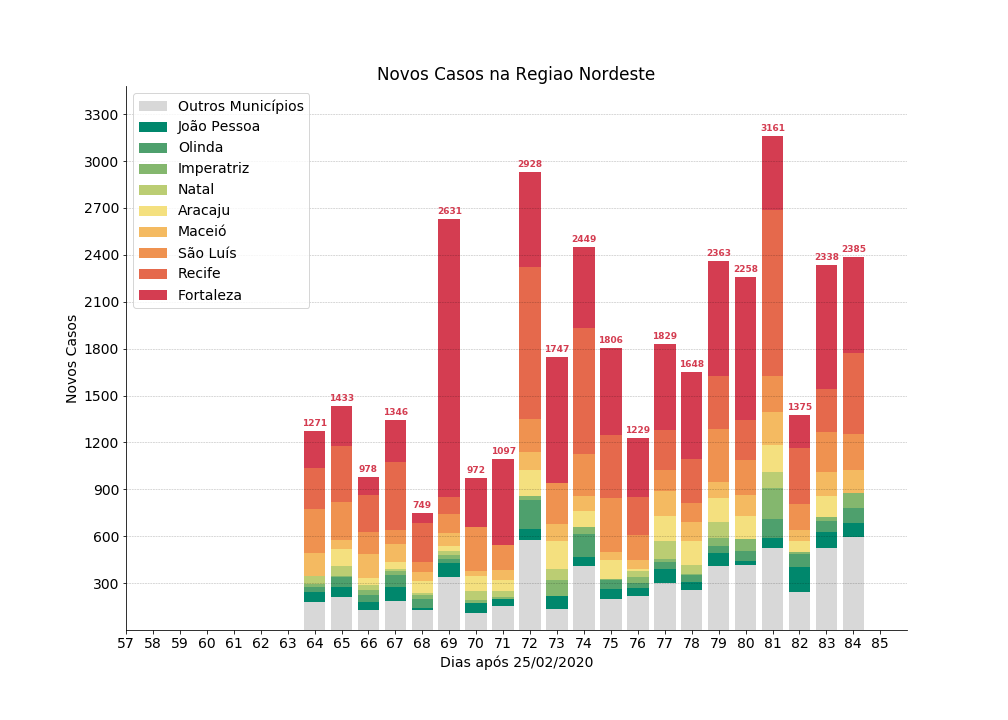 Novos Casos na Regiao Nordeste
Outros Municípios
João Pessoa
Olinda
Imperatriz
Natal
Aracaju
Maceió
São Luís
Recife
Fortaleza
Novos Casos
3300
3000
2700
2400
2100
1800
1500
1200
900
600
300
1271
1433
978
1346
749
2631
972
1097
2928
1747
2449
1806
1229
1829
1648
2363
2258
3161
1375
2338
2385
57 58 59 60 61 62 63 64 65 66 67 68 69 70 71 72 73 74 75 76 77 78 79 80 81 82 83 84 85
Dias após 25/02/2020